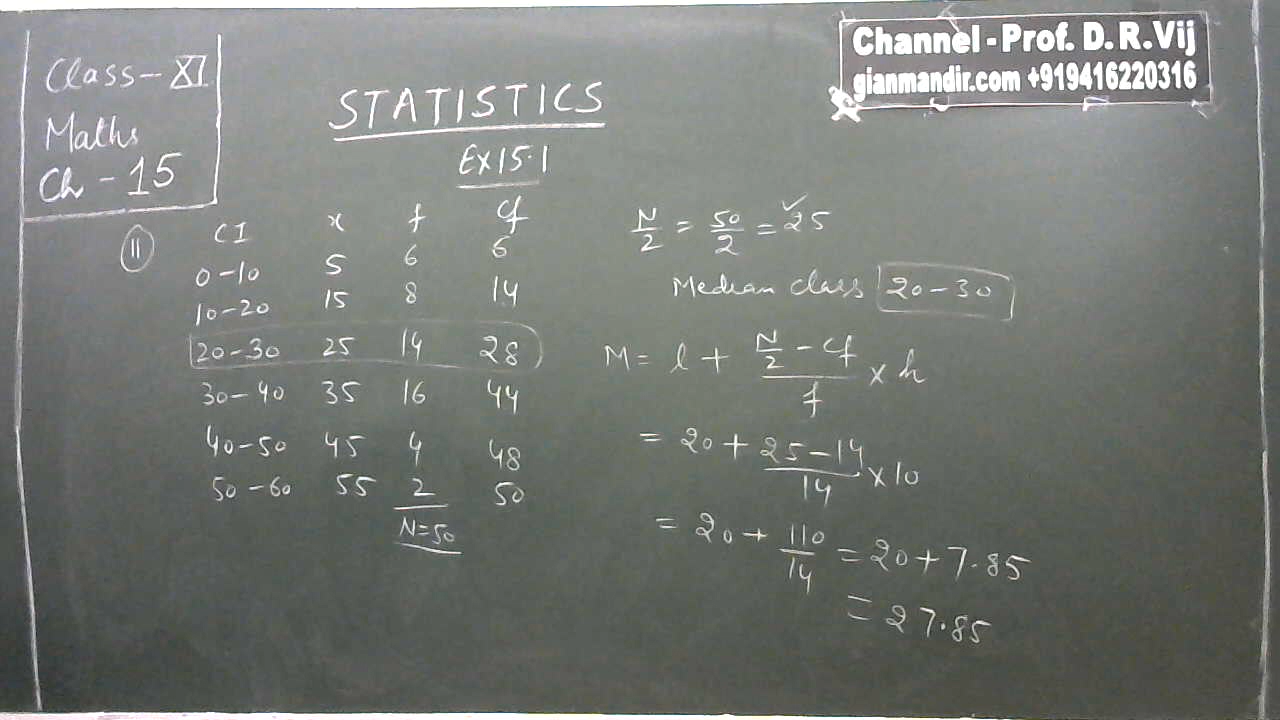 Channel - Prof. D.R.Vij
gianmandir.com +919416220316
Class - XI
Maths
Ch - 15
STATISTICS
EX 15.1
11
CI x f cf
0-10 5 6 6
10-20 15 8 14
20-30 25 14 28
30-40 35 16 44
40-50 45 4 48
50-60 55 2 50
N=50
N/2 = 50/2 = 25 ✓
Median class 20-30
M = l + (N/2 - cf)/f × h
= 20 + (25-14)/14 × 10
= 20 + 110/14 = 20 + 7.85
= 27.85